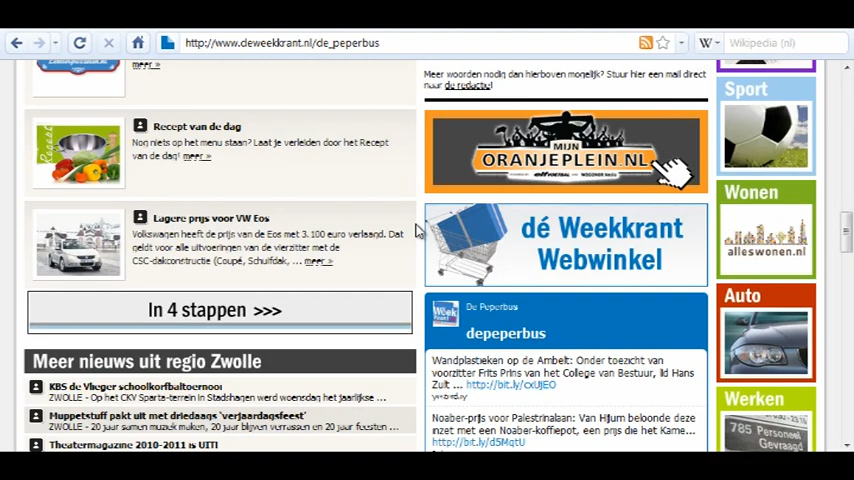 http://www.deweekkrant.nl/de_peperbus
Wikipedia (nl)
meer »
Recept van de dag
Nog niets op het menu staan? Laat je verleiden door het Recept
van de dag! meer »
Lagere prijs voor VW Eos
Volkswagen heeft de prijs van de Eos met 3.100 euro verlaagd. Dat
geldt voor alle uitvoeringen van de vierzitter met de
CSC-dakconstructie (Coupé, Schuifdak, ... meer »
In 4 stappen >>>
Meer nieuws uit regio Zwolle
KBS de Vlieger schoolkorfbaltoernooi
ZWOLLE - Op het CKV Sparta-terrein in Stadshagen werd woensdag het jaarlijkse ...
Muppetstuff pakt uit met driedaags 'verjaardagsfeest'
ZWOLLE - 20 jaar samen muziek maken, 20 jaar blijven verrassen en 20 jaar feesten ...
Theatermagazine 2010-2011 is UIT!
Meer woorden nodig dan hierboven mogelijk? Stuur hier een mail direct
naar de redactie!
MIJN
ORANJEPLEIN.NL
elf VOETBAL
dé Weekkrant
Webwinkel
De Peperbus
depeperbus
Wandplastieken op de Ambelt: Onder toezicht van
voorzitter Frits Prins van het College van Bestuur, lid Hans
Zuit ... http://bit.ly/cxUjEO
Noaber-prijs voor Palestrinalaan: Van Hijum beloonde deze
inzet met een Noaber-koffiepot, een prijs die het Kame...
http://bit.ly/d5MqtU
Sport
Wonen
alleswonen.nl
Auto
Werken
785 Personeel
Gevraagd